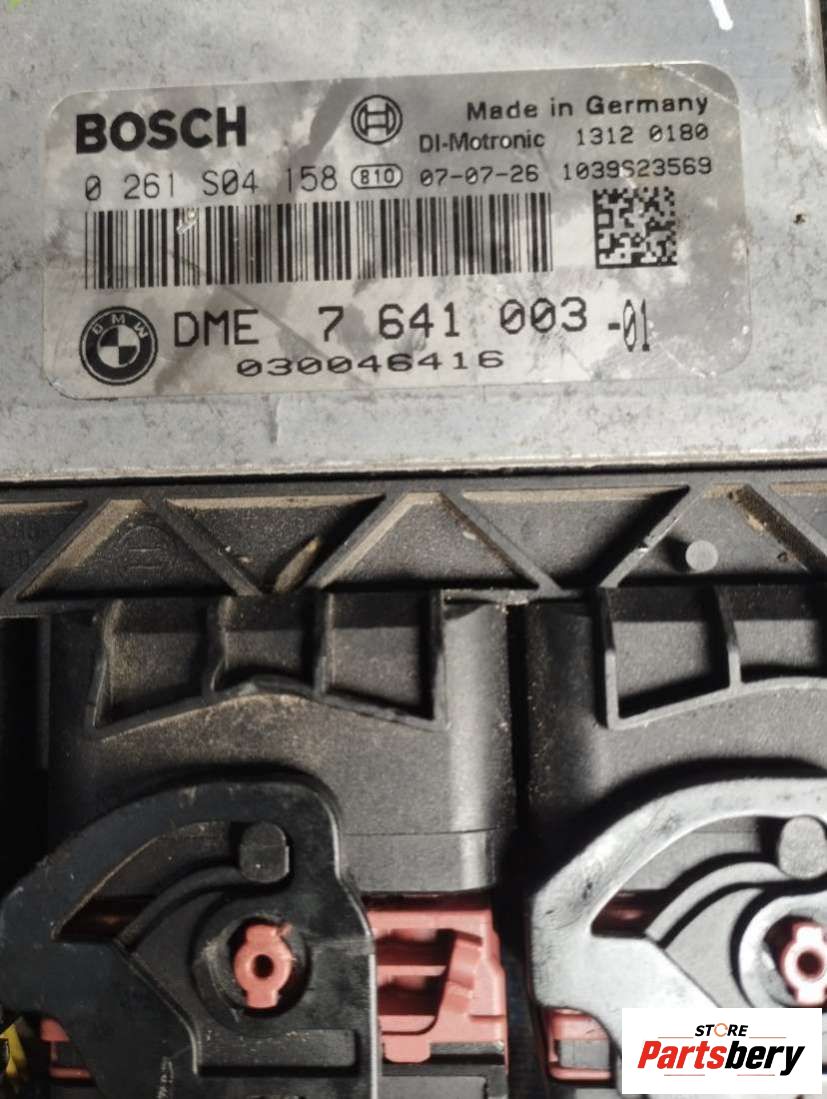 BOSCH
Made in Germany
DI-Motronic 1312 0180
0 261 S04 158 810 07-07-26 1039S23569
BMW
DME 7 641 003 -01
030046416
STORE
Partsbery